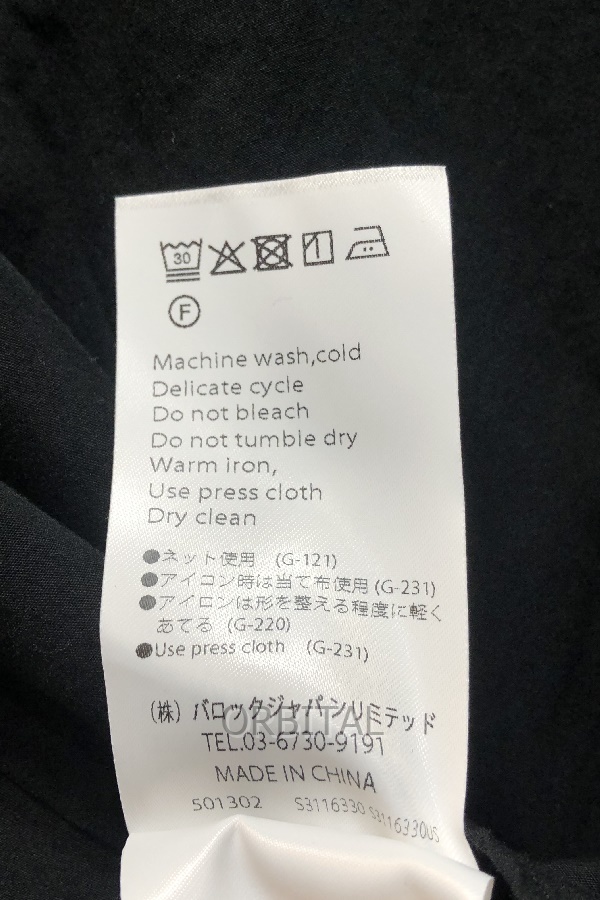 30
F
Machine wash,cold
Delicate cycle
Do not bleach
Do not tumble dry
Warm iron,
Use press cloth
Dry clean
●ネット使用 (G-121)
●アイコン時は当て布使用 (G-231)
●アイロンは形を整える程度に軽く
あてる (G-220)
●Use press cloth (G-231)
(株) バロックジャパンリミテッド
ORBITAL
TEL.03-6730-9191
MADE IN CHINA
501302 S3116330 S3116330US